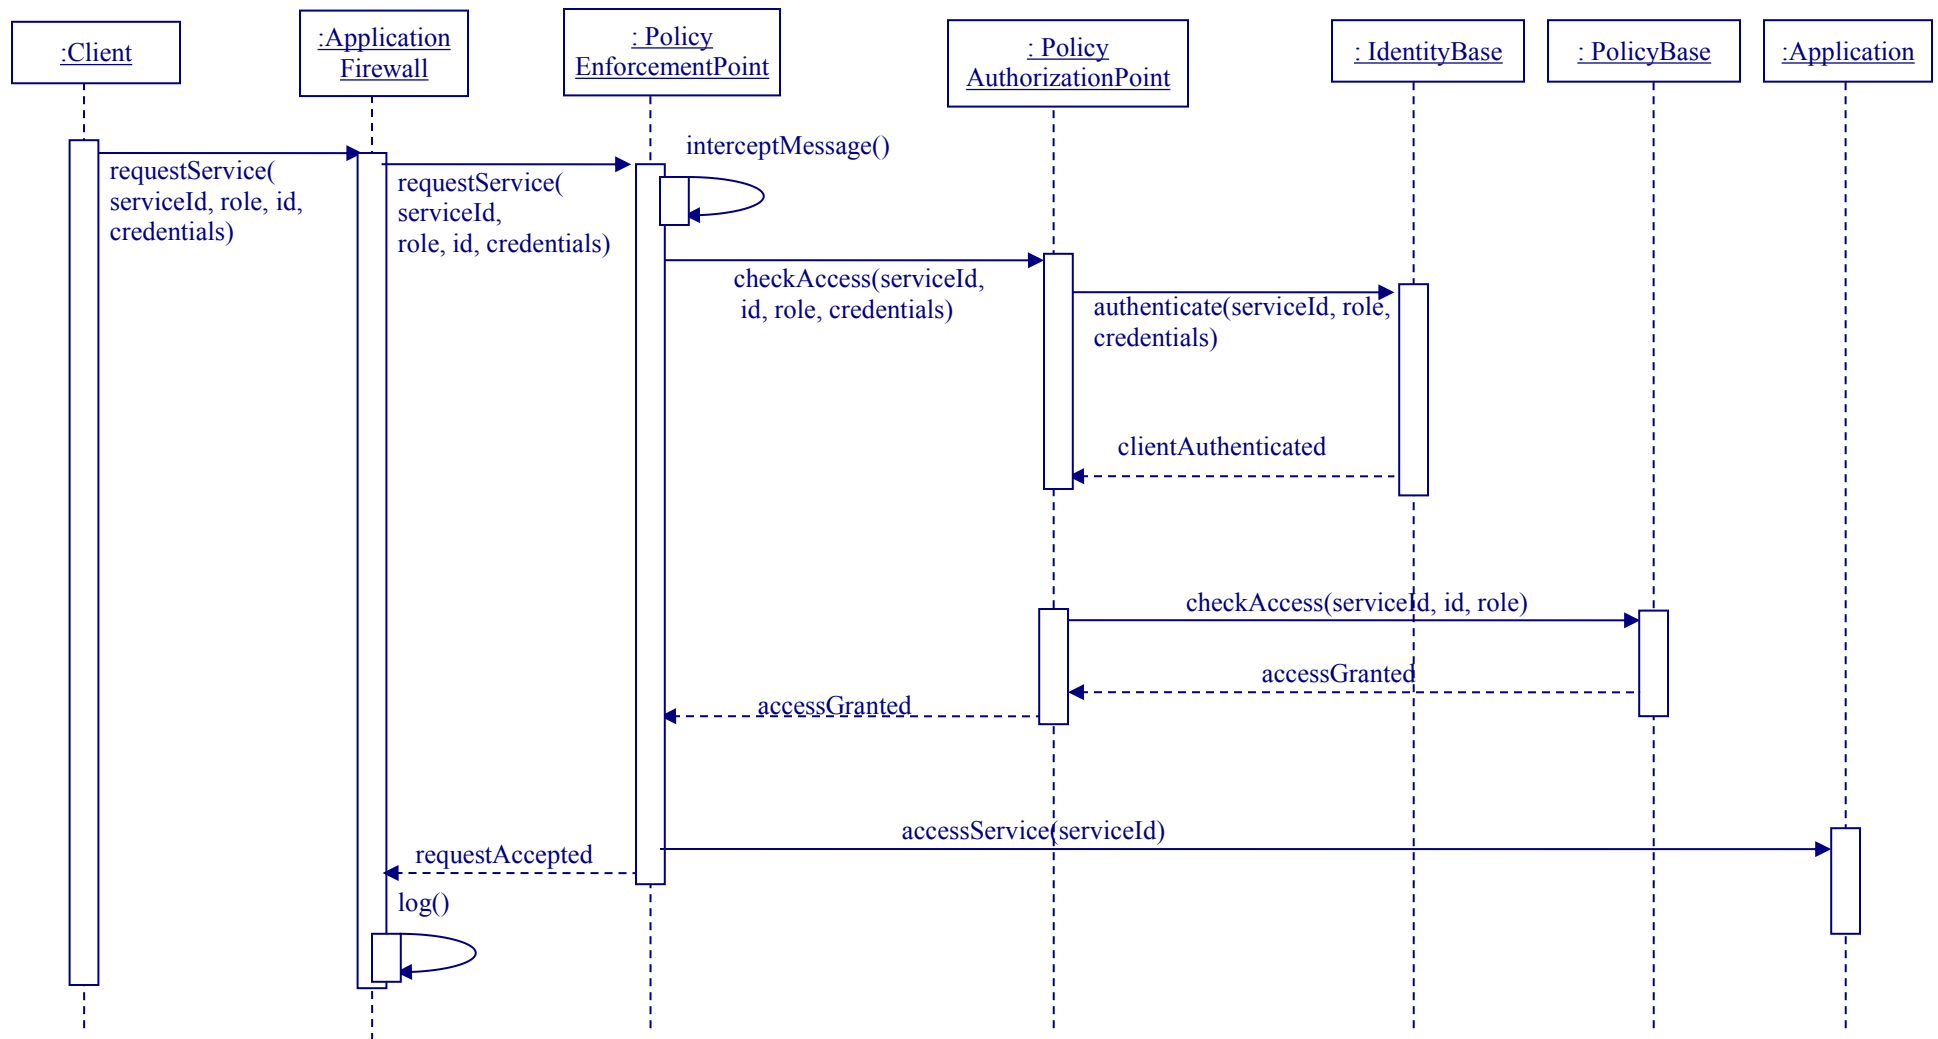 :Client
:Application
Firewall
: Policy
EnforcementPoint
: Policy
AuthorizationPoint
: IdentityBase
: PolicyBase
:Application
interceptMessage()
requestService(
serviceId, role, id,
credentials)
requestService(
serviceId,
role, id, credentials)
checkAccess(serviceId,
id, role, credentials)
authenticate(serviceId, role,
credentials)
clientAuthenticated
checkAccess(serviceId, id, role)
accessGranted
accessGranted
accessService(serviceId)
requestAccepted
log()